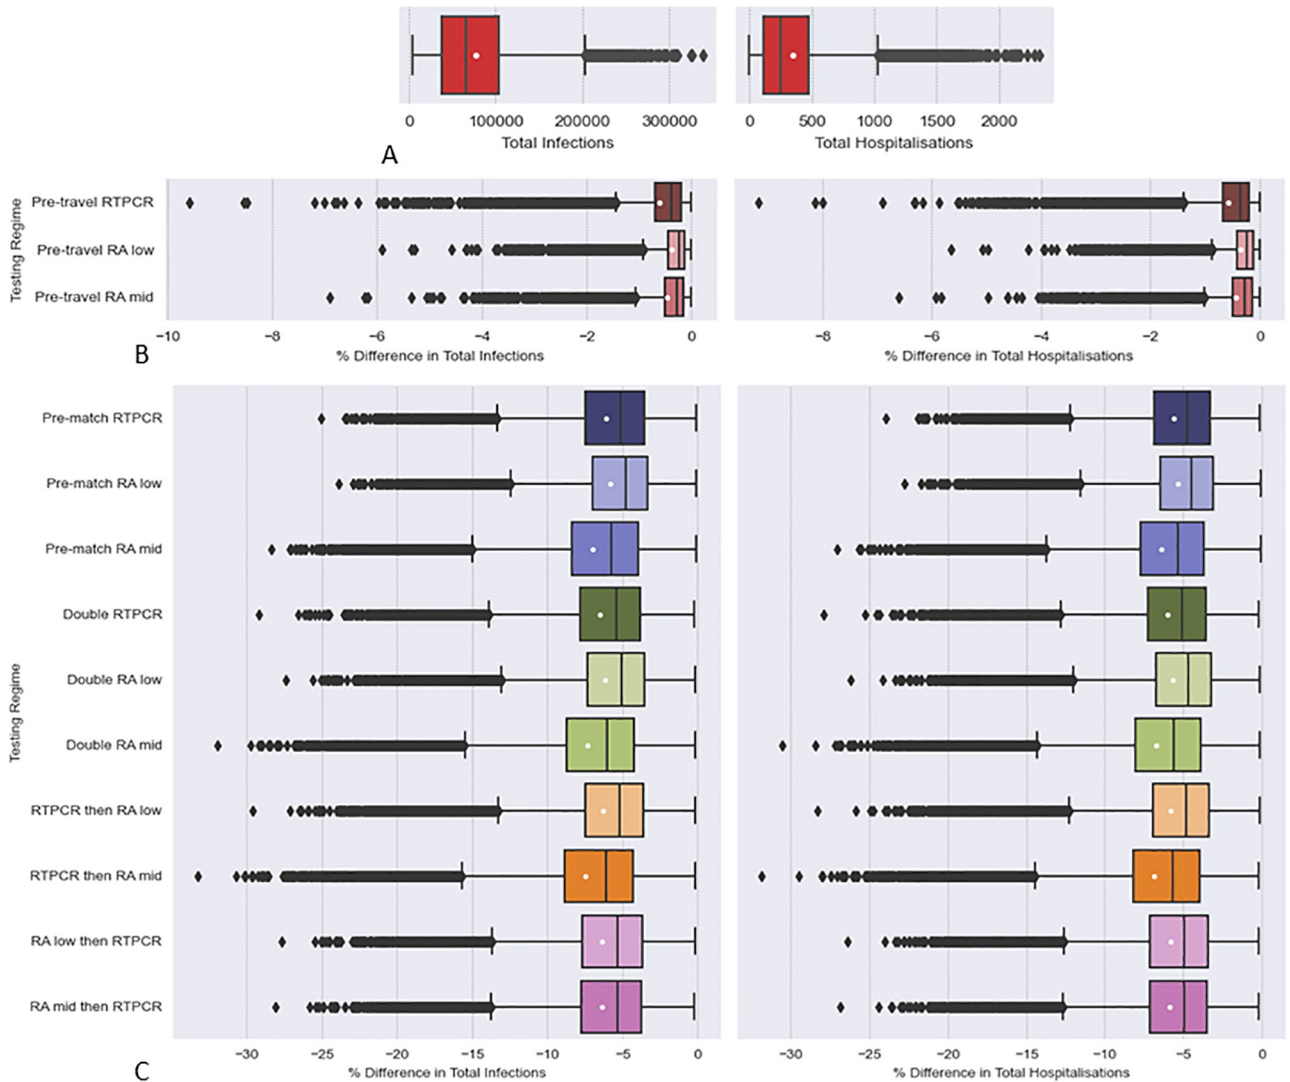 0 100000 200000 300000 0 500 1000 1500 2000
Total Infections Total Hospitalisations
A
Testing Regime
Pre-travel RTPCR
Pre-travel RA low
Pre-travel RA mid
−10 −8 −6 −4 −2 0 −8 −6 −4 −2 0
% Difference in Total Infections % Difference in Total Hospitalisations
B
Testing Regime
Pre-match RTPCR
Pre-match RA low
Pre-match RA mid
Double RTPCR
Double RA low
Double RA mid
RTPCR then RA low
RTPCR then RA mid
RA low then RTPCR
RA mid then RTPCR
−30 −25 −20 −15 −10 −5 0 −30 −25 −20 −15 −10 −5 0
% Difference in Total Infections % Difference in Total Hospitalisations
C